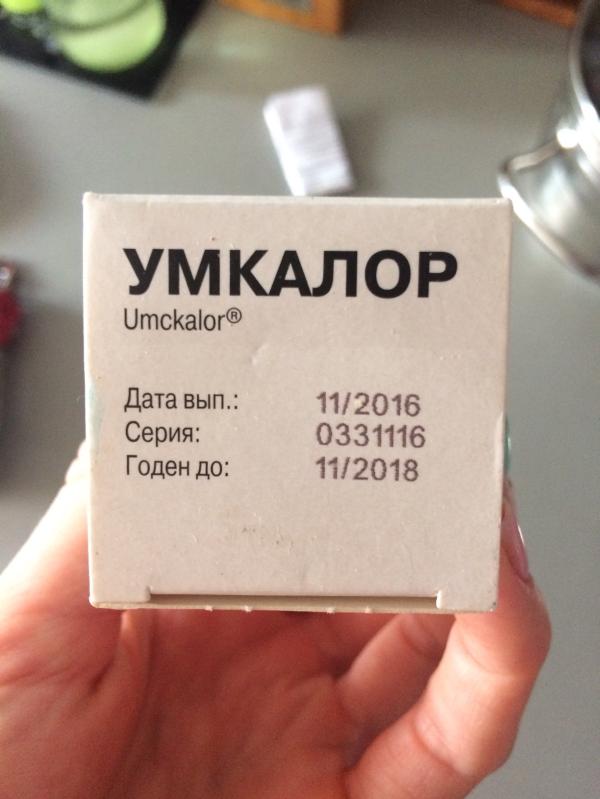 УМКАЛОР
Umckalor®
Дата вып.: 11/2016
Серия: 0331116
Годен до: 11/2018